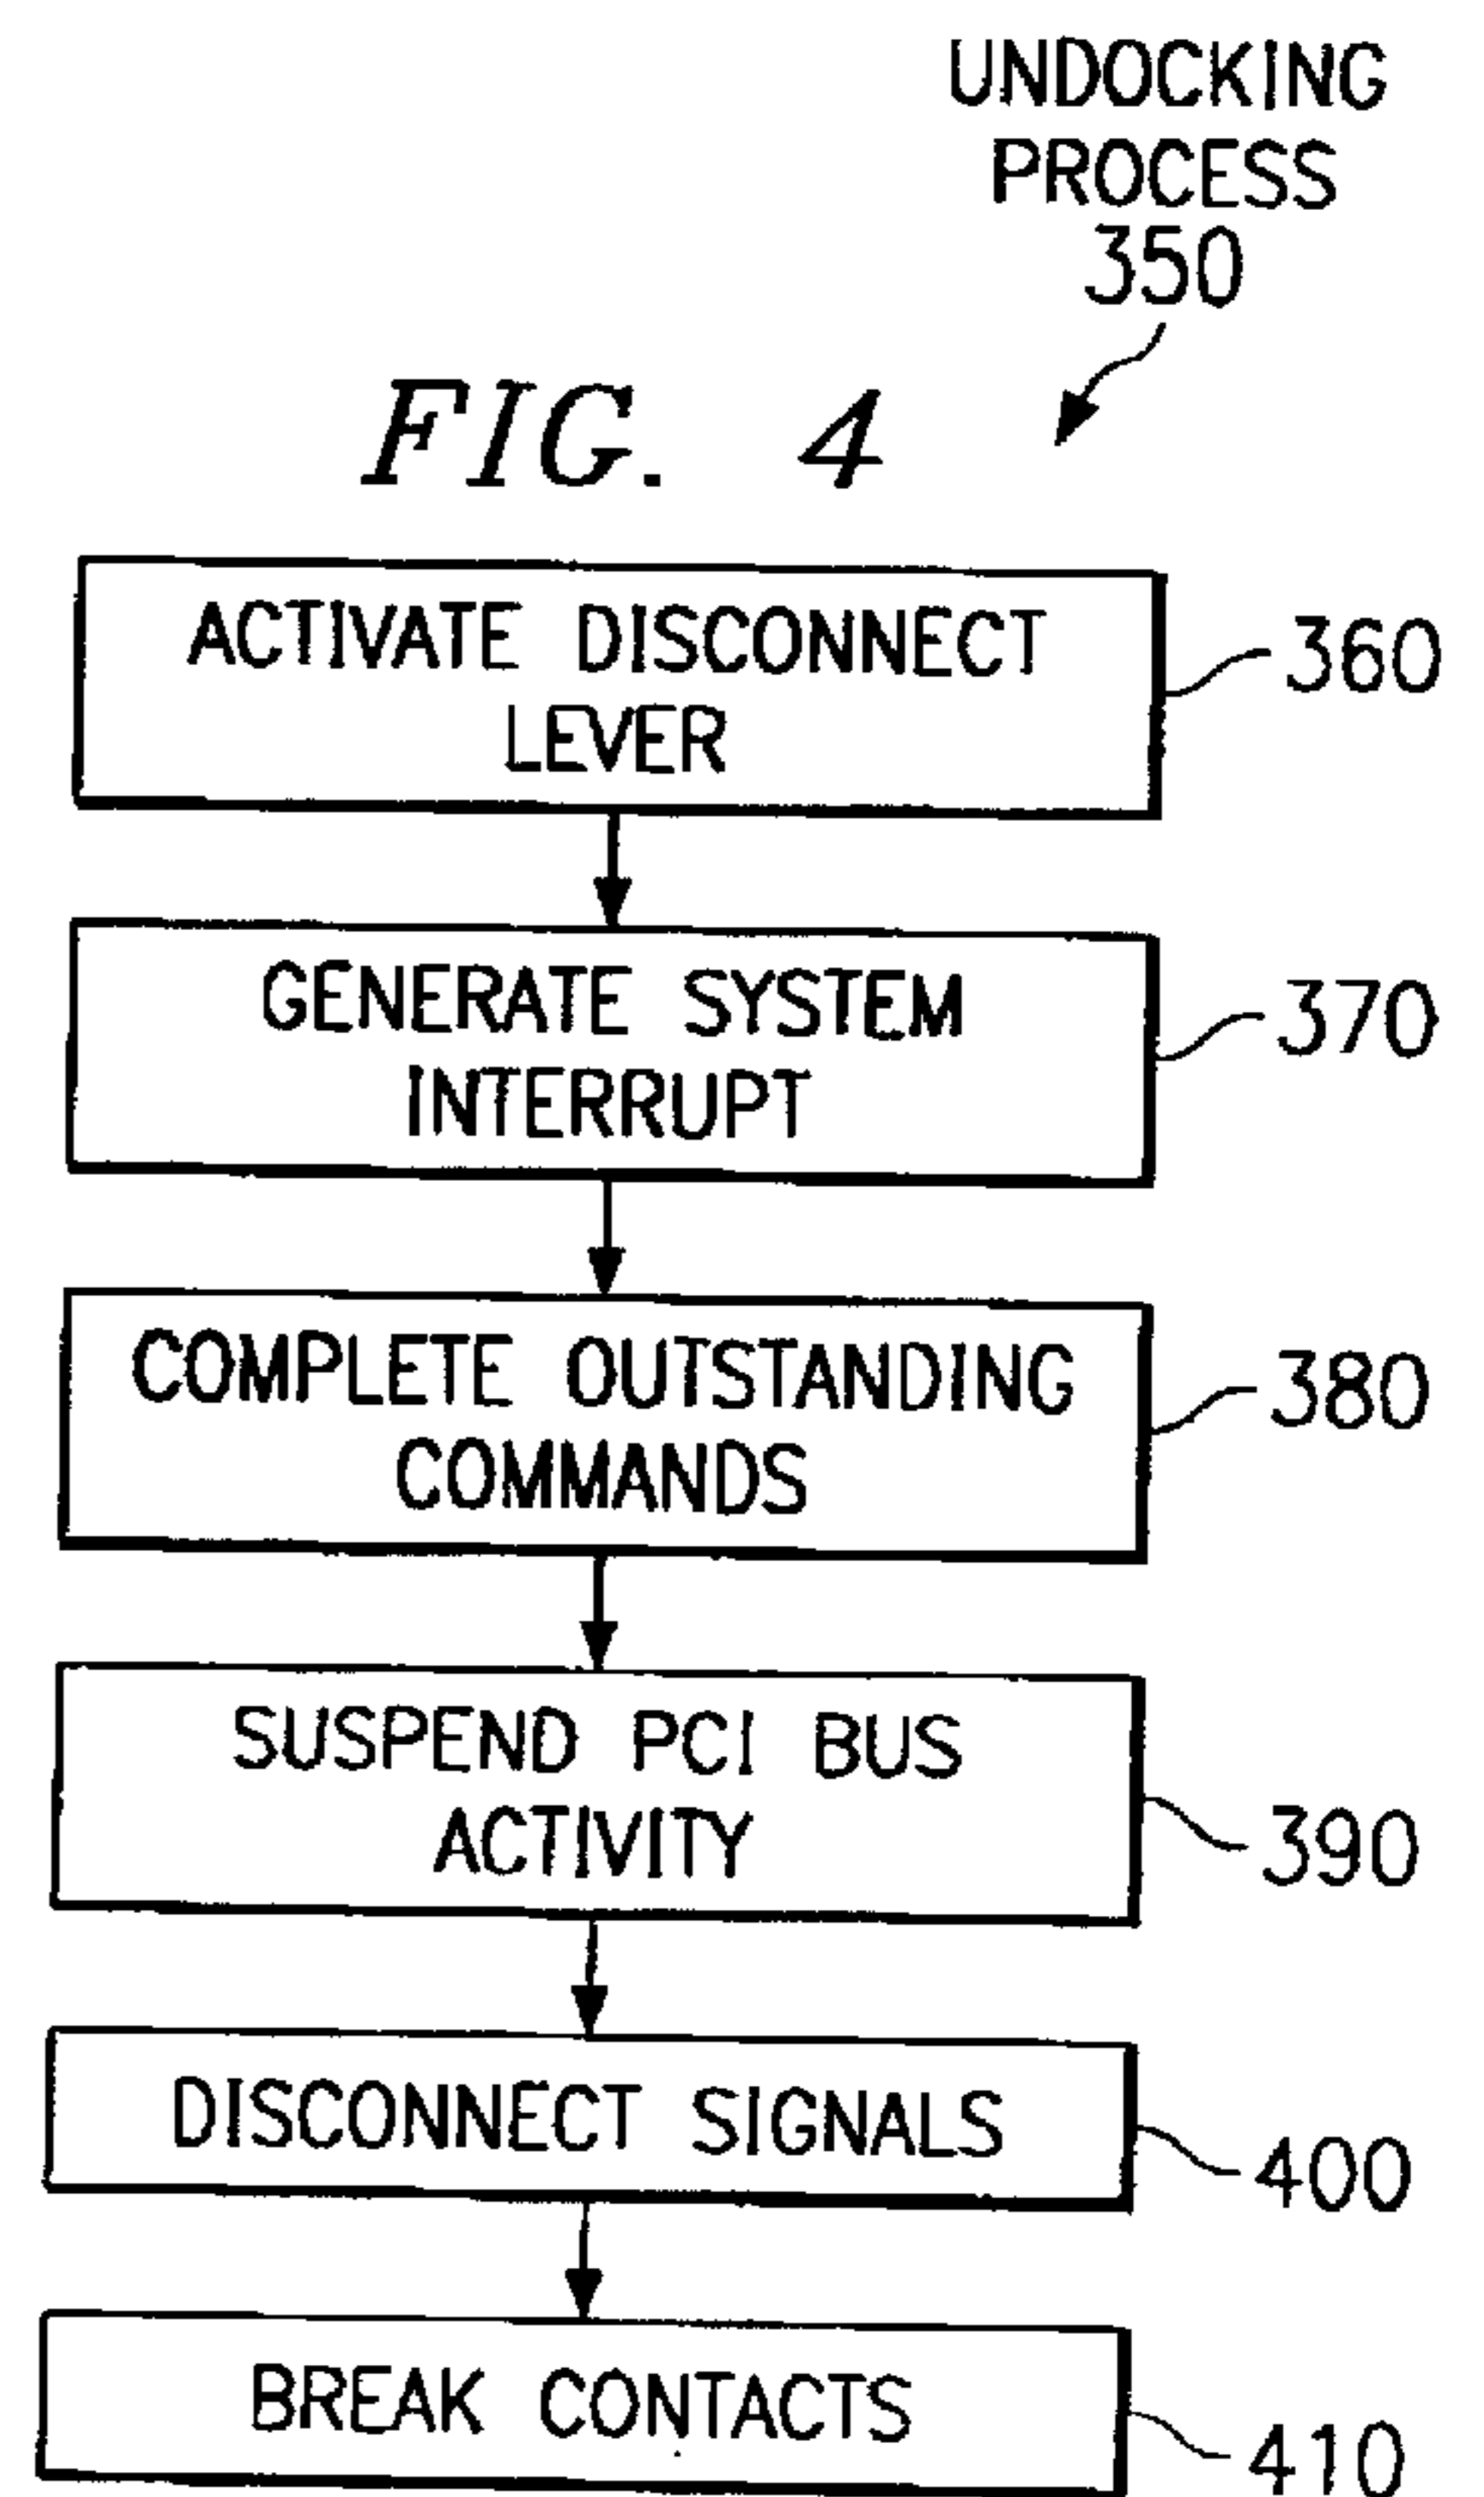 UNDOCKING
PROCESS
350
FIG. 4
ACTIVATE DISCONNECT
LEVER
360
GENERATE SYSTEM
INTERRUPT
370
COMPLETE OUTSTANDING
COMMANDS
380
SUSPEND PCI BUS
ACTIVITY
390
DISCONNECT SIGNALS
400
BREAK CONTACTS
410